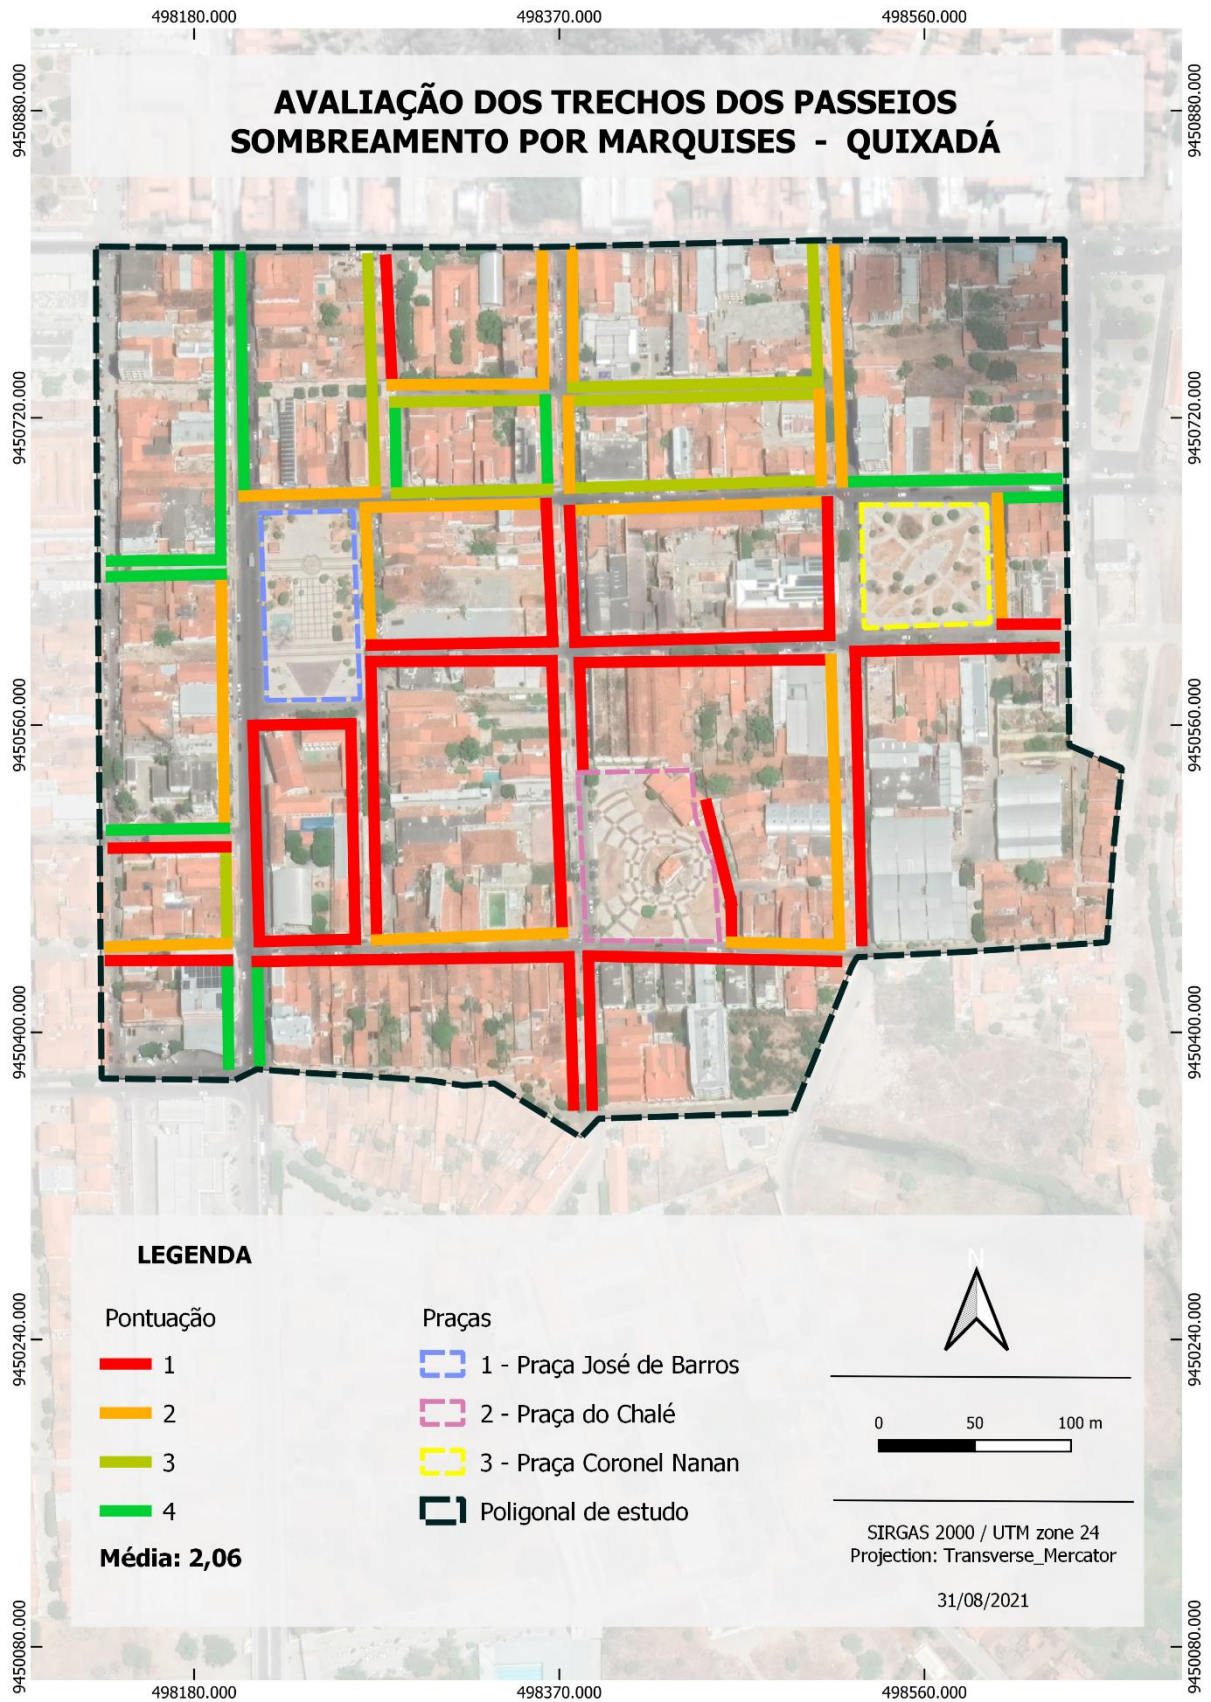 498180.000
498370.000
498560.000
9450880.000
9450880.000
AVALIAÇÃO DOS TRECHOS DOS PASSEIOS
SOMBREAMENTO POR MARQUISES - QUIXADÁ
9450720.000
9450720.000
9450560.000
9450560.000
9450400.000
9450400.000
LEGENDA
N
Pontuação
Praças
9450240.000
9450240.000
1
1 - Praça José de Barros
2
2 - Praça do Chalé
0
50
100 m
3
3 - Praça Coronel Nanan
4
Poligonal de estudo
SIRGAS 2000 / UTM zone 24
Projection: Transverse_Mercator
Média: 2,06
31/08/2021
9450080.000
9450080.000
498180.000
498370.000
498560.000